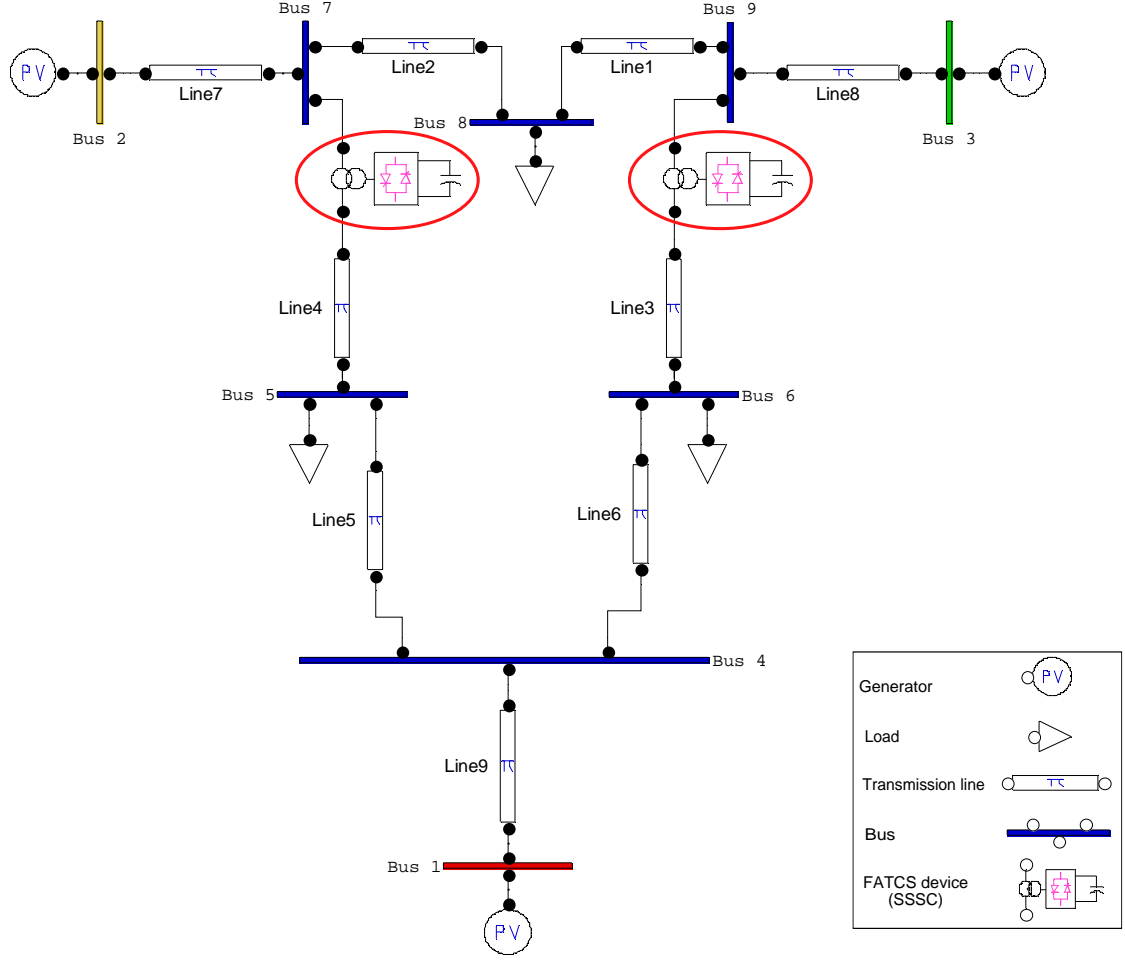 Bus 7
Bus 9
PV
Line7
Bus 2
Line2
Line1
Line8
PV
Bus 3
Bus 8
Line4
Line3
Bus 5
Bus 6
Line5
Line6
Bus 4
Line9
Bus 1
PV
Generator
PV
Load
Transmission line
Bus
FATCS device
(SSSC)